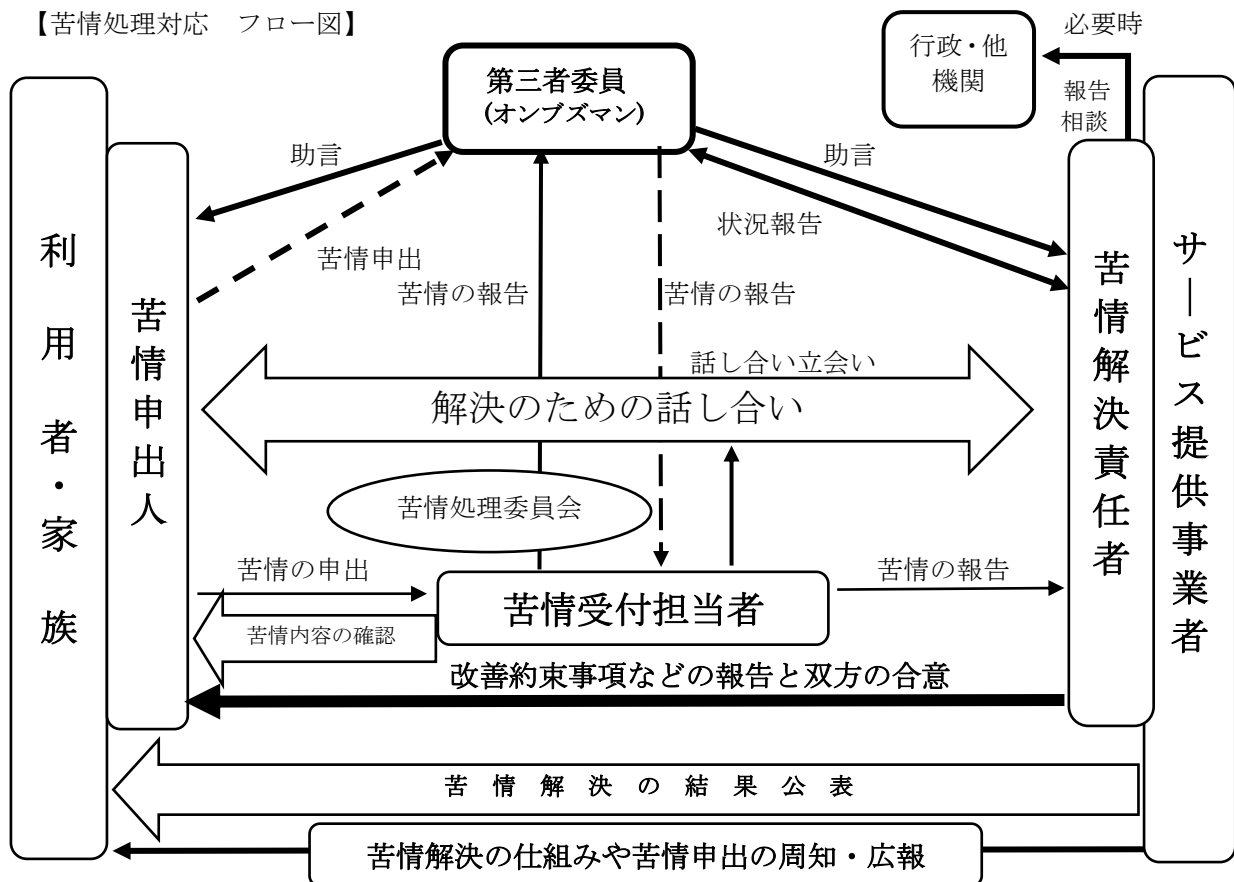 【苦情処理対応　フロー図】
必要時
行政・他
機関
第三者委員
(オンブズマン)
報告
相談
助言
助言
状況報告
苦情申出
苦情の報告
苦情の報告
利用者・家族
苦情申出人
苦情解決責任者
サービス提供事業者
話し合い立会い
解決のための話し合い
苦情処理委員会
苦情の申出
苦情の報告
苦情受付担当者
苦情内容の確認
改善約束事項などの報告と双方の合意
苦情解決の結果公表
苦情解決の仕組みや苦情申出の周知・広報